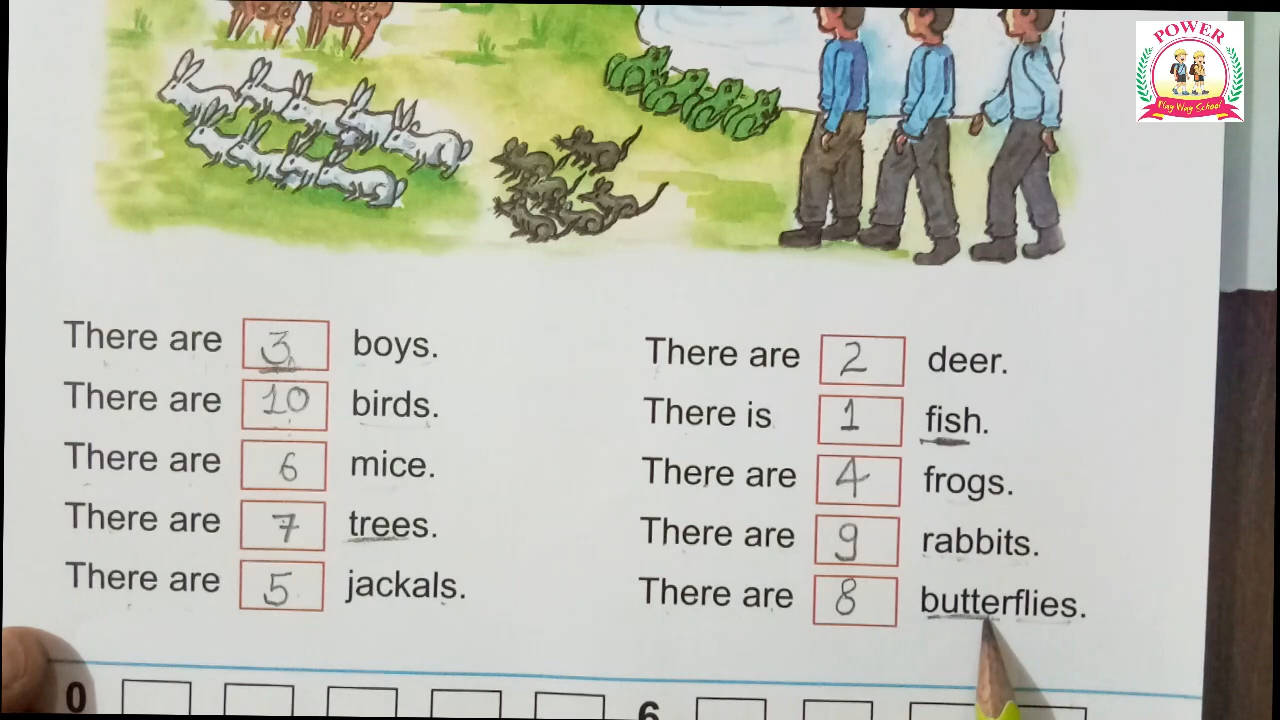 POWER
Play Way School
There are 3 boys.
There are 10 birds.
There are 6 mice.
There are 7 trees.
There are 5 jackals.
There are 2 deer.
There is 1 fish.
There are 4 frogs.
There are 9 rabbits.
There are 8 butterflies.
0
6